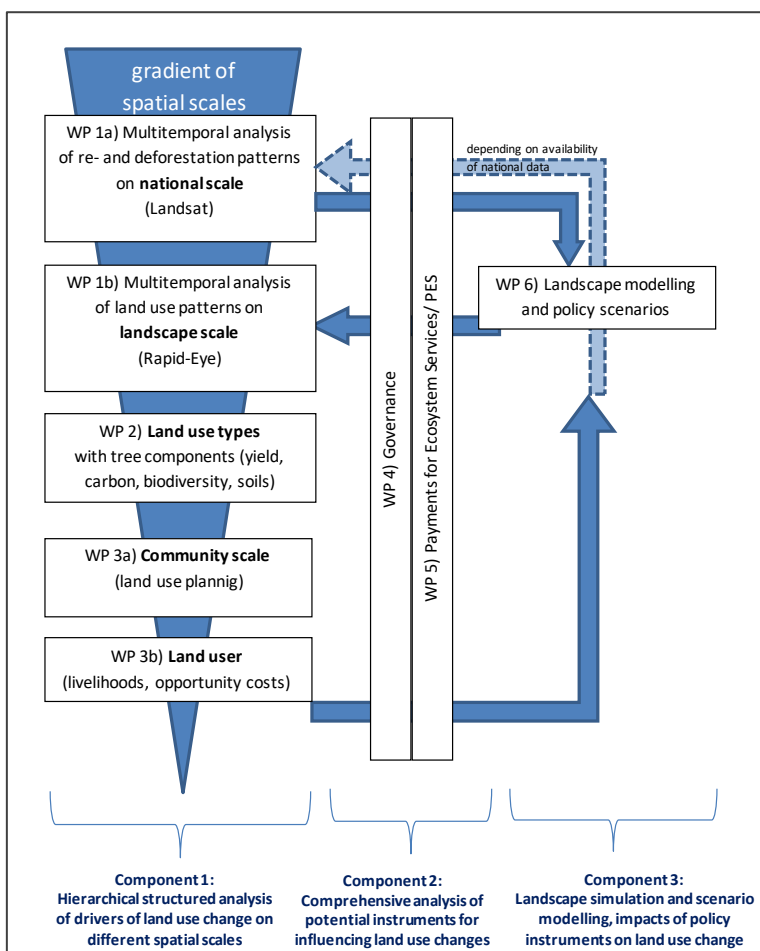 gradient of
spatial scales
WP 1a) Multitemporal analysis
of re- and deforestation patterns
on national scale
(Landsat)
depending on availability
of national data
WP 1b) Multitemporal analysis
of land use patterns on
landscape scale
(Rapid-Eye)
WP 6) Landscape modelling
and policy scenarios
WP 2) Land use types
with tree components (yield,
carbon, biodiversity, soils)
WP 3a) Community scale
(land use plannig)
WP 3b) Land user
(livelihoods, opportunity costs)
WP 4) Governance
WP 5) Payments for Ecosystem Services/ PES
Component 1:
Hierarchical structured analysis
of drivers of land use change on
different spatial scales
Component 2:
Comprehensive analysis of
potential instruments for
influencing land use changes
Component 3:
Landscape simulation and scenario
modelling, impacts of policy
instruments on land use change